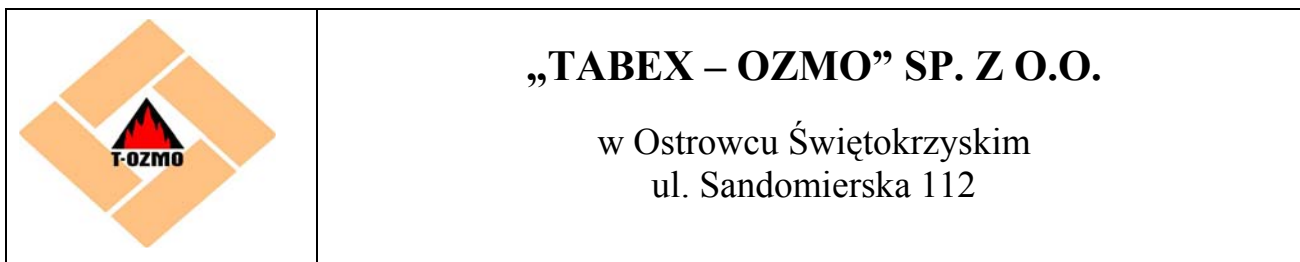 T-OZMO
„TABEX – OZMO” SP. Z O.O.
w Ostrowcu Świętokrzyskim
ul. Sandomierska 112